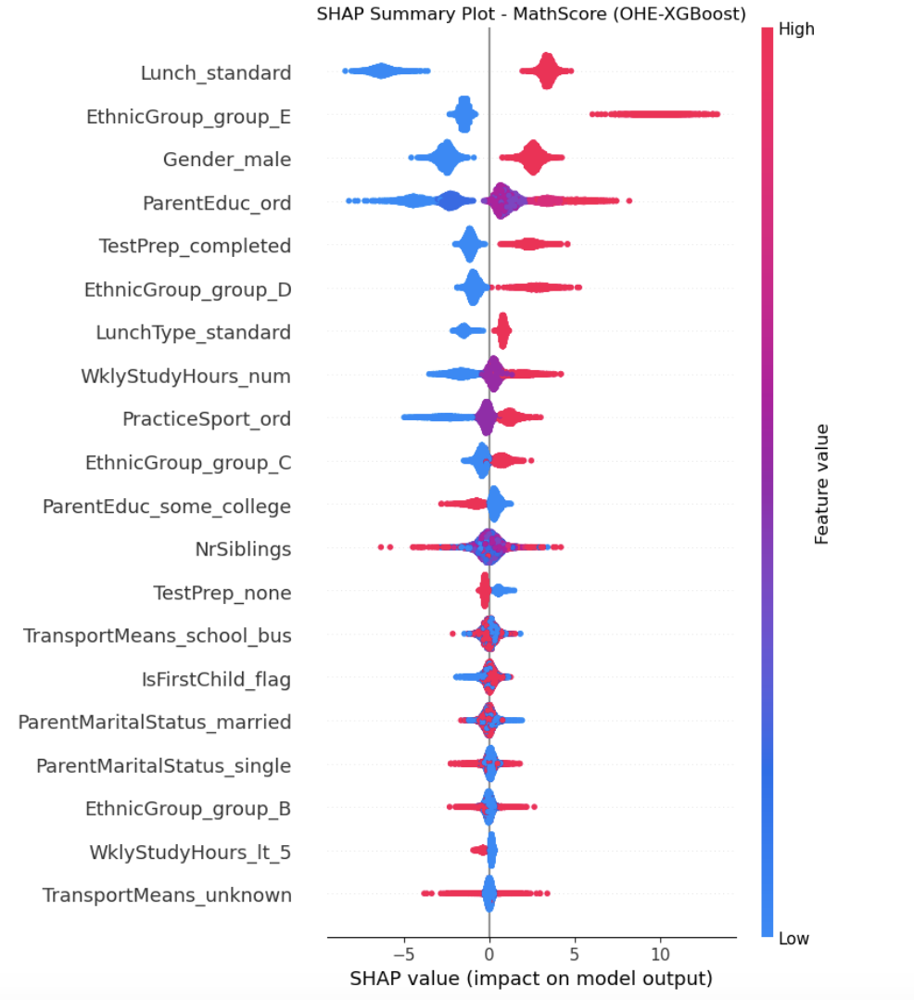 SHAP Summary Plot - MathScore (OHE-XGBoost)
High
Lunch_standard
EthnicGroup_group_E
Gender_male
ParentEduc_ord
TestPrep_completed
EthnicGroup_group_D
LunchType_standard
WklyStudyHours_num
PracticeSport_ord
EthnicGroup_group_C
ParentEduc_some_college
NrSiblings
TestPrep_none
TransportMeans_school_bus
IsFirstChild_flag
ParentMaritalStatus_married
ParentMaritalStatus_single
EthnicGroup_group_B
WklyStudyHours_lt_5
TransportMeans_unknown
Feature value
Low
−5 0 5 10
SHAP value (impact on model output)